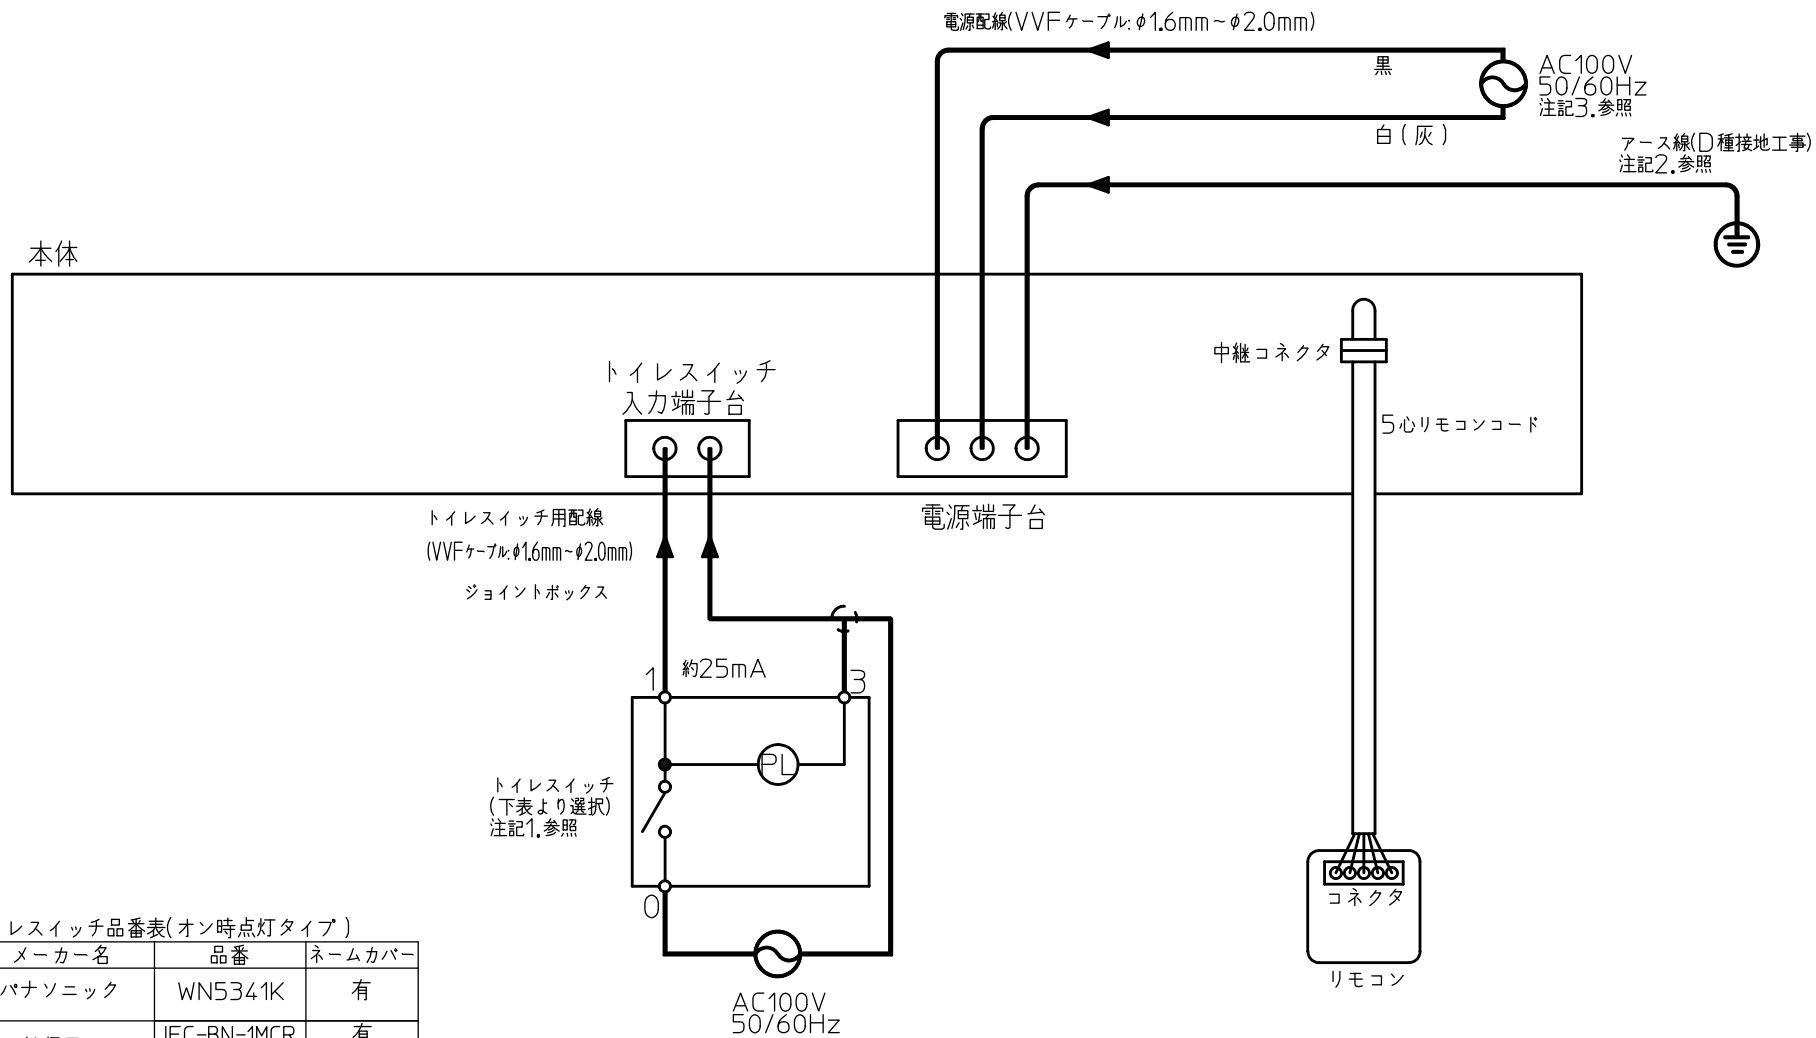 電源配線(VVFケーブル:φ1.6mm~φ2.0mm)
黒
AC100V
50/60Hz
注記3.参照
白(灰)
アース線(D種接地工事)
注記2.参照
本体
トイレスイッチ
入力端子台
中継コネクタ
5心リモコンコード
電源端子台
トイレスイッチ用配線
(VVFケーブル:φ1.6mm~φ2.0mm)
ジョイントボックス
1
約25mA
3
PL
トイレスイッチ
(下表より選択)
注記1.参照
0
AC100V
50/60Hz
コネクタ
リモコン
レスイッチ品番表(オン時点灯タイプ)
メーカー名 品番 ネームカバー
パナソニック WN5341K 有
JEC-BN-1MCR 有